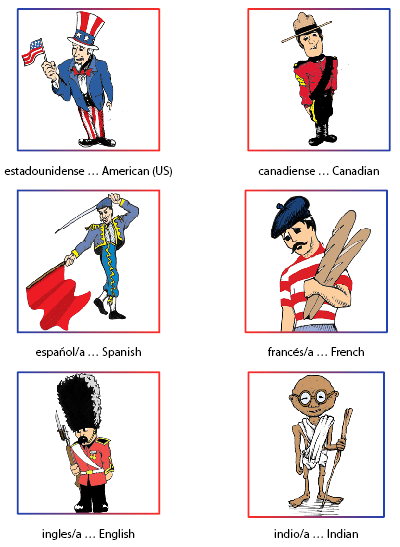 estadounidense … American (US)
canadiense … Canadian
español/a … Spanish
francés/a … French
ingles/a … English
indio/a … Indian